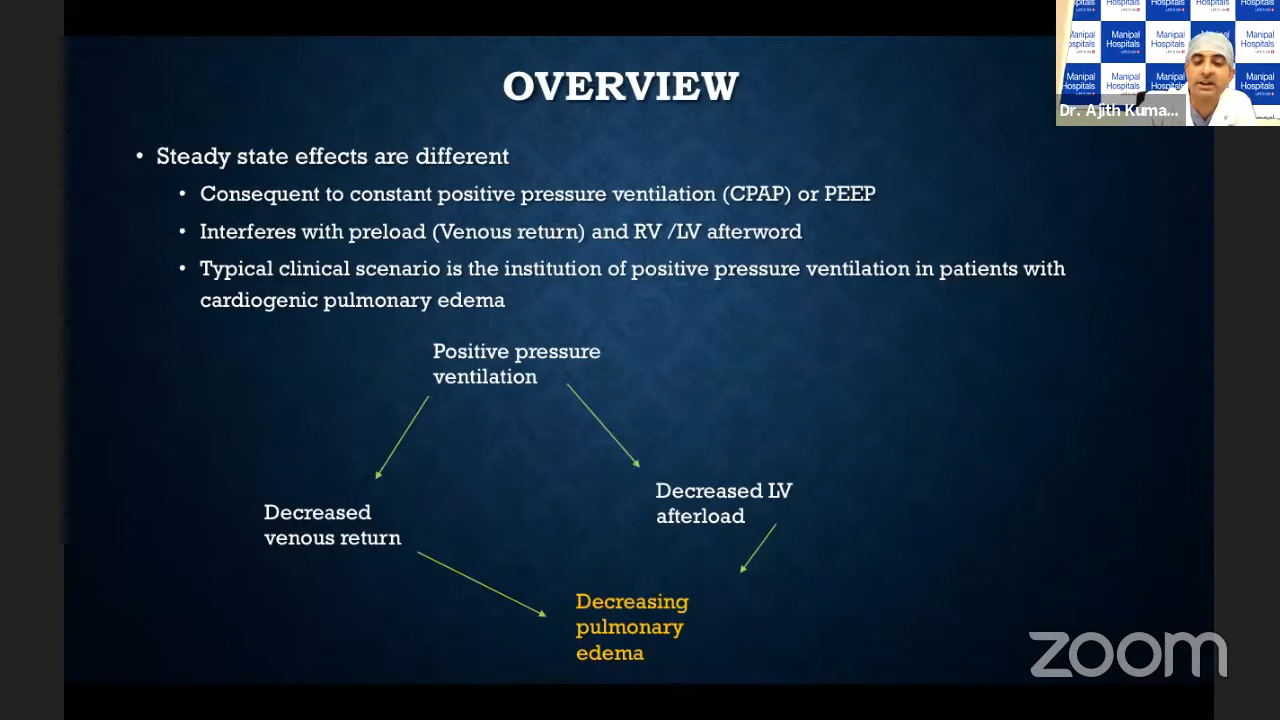 OVERVIEW
• Steady state effects are different
• Consequent to constant positive pressure ventilation (CPAP) or PEEP
• Interferes with preload (Venous return) and RV /LV afterword
• Typical clinical scenario is the institution of positive pressure ventilation in patients with
cardiogenic pulmonary edema
Positive pressure
ventilation
Decreased
venous return
Decreased LV
afterload
Decreasing
pulmonary
edema
Manipal
Hospitals
Dr. Ajith Kuma...
zoom